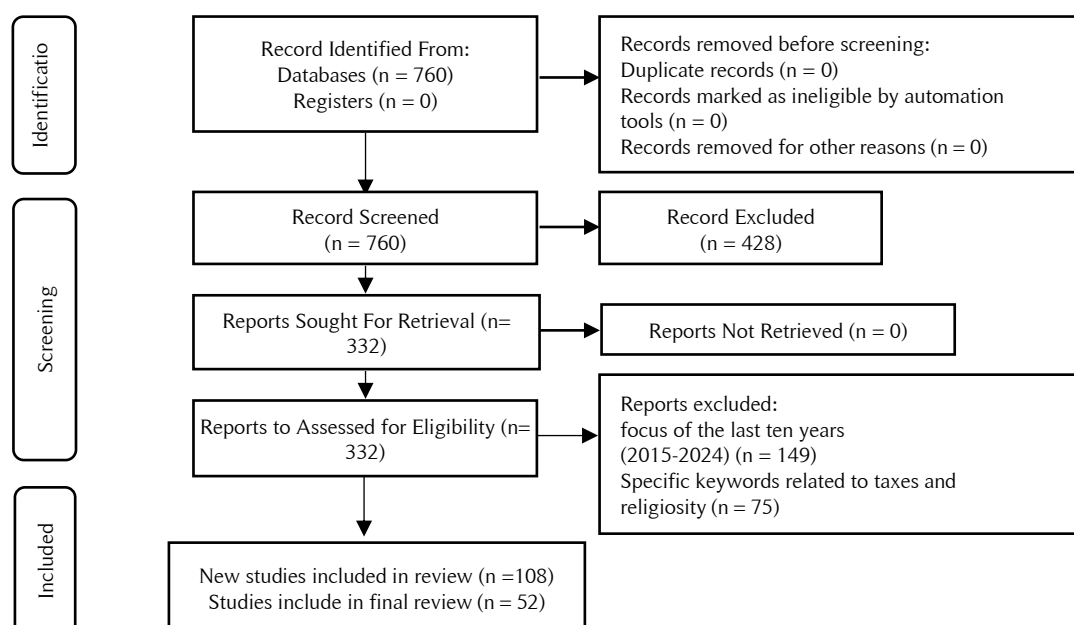 Identificatio
Record Identified From:
Databases (n = 760)
Registers (n = 0)
Records removed before screening:
Duplicate records (n = 0)
Records marked as ineligible by automation
tools (n = 0)
Records removed for other reasons (n = 0)
Screening
Record Screened
(n = 760)
Record Excluded
(n = 428)
Reports Sought For Retrieval (n=
332)
Reports Not Retrieved (n = 0)
Reports to Assessed for Eligibility (n=
332)
Reports excluded:
focus of the last ten years
(2015-2024) (n = 149)
Specific keywords related to taxes and
religiosity (n = 75)
Included
New studies included in review (n =108)
Studies include in final review (n = 52)